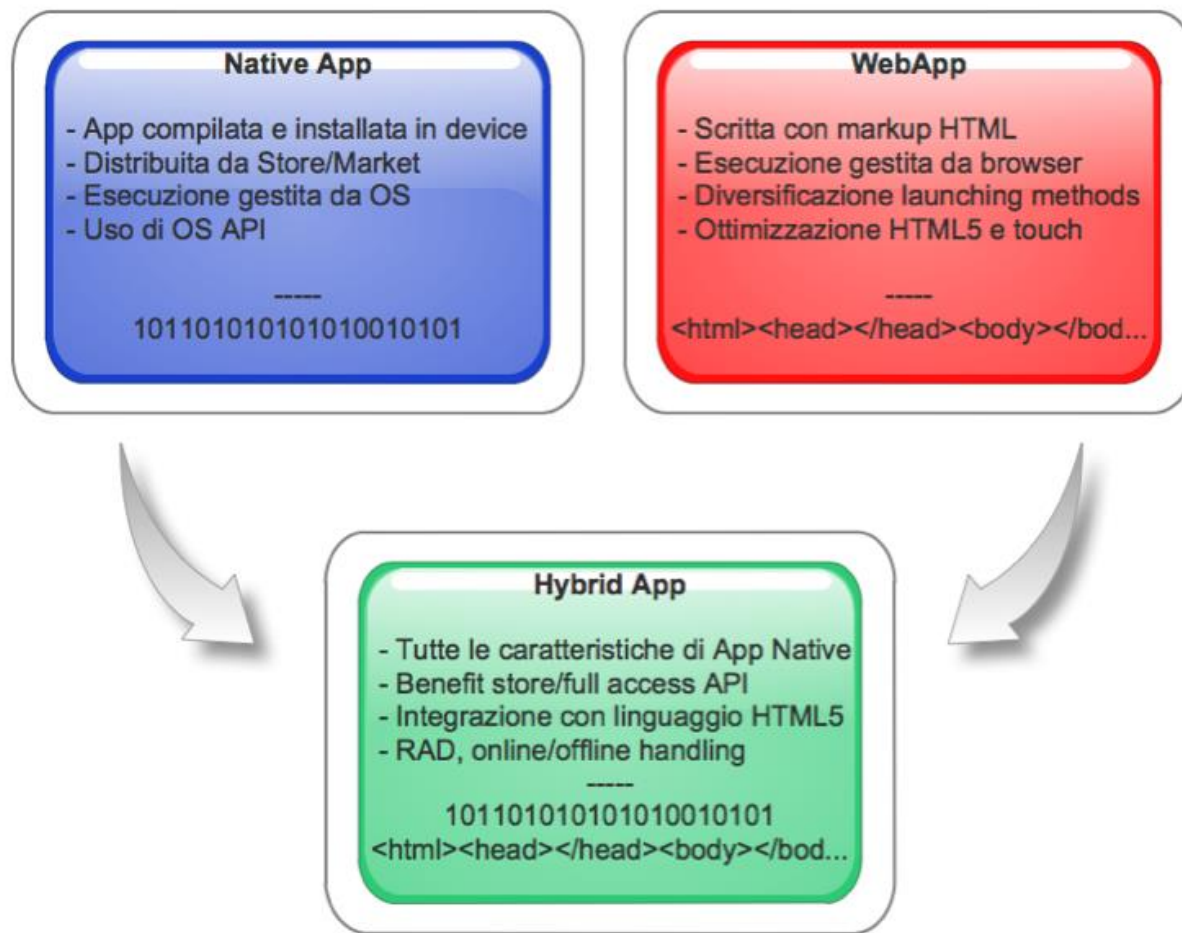 Native App
- App compilata e installata in device
- Distribuita da Store/Market
- Esecuzione gestita da OS
- Uso di OS API
-----
101101010101010010101
WebApp
- Scritta con markup HTML
- Esecuzione gestita da browser
- Diversificazione launching methods
- Ottimizzazione HTML5 e touch
-----
<html><head></head><body></bod...
Hybrid App
- Tutte le caratteristiche di App Native
- Benefit store/full access API
- Integrazione con linguaggio HTML5
- RAD, online/offline handling
-----
101101010101010010101
<html><head></head><body></bod...